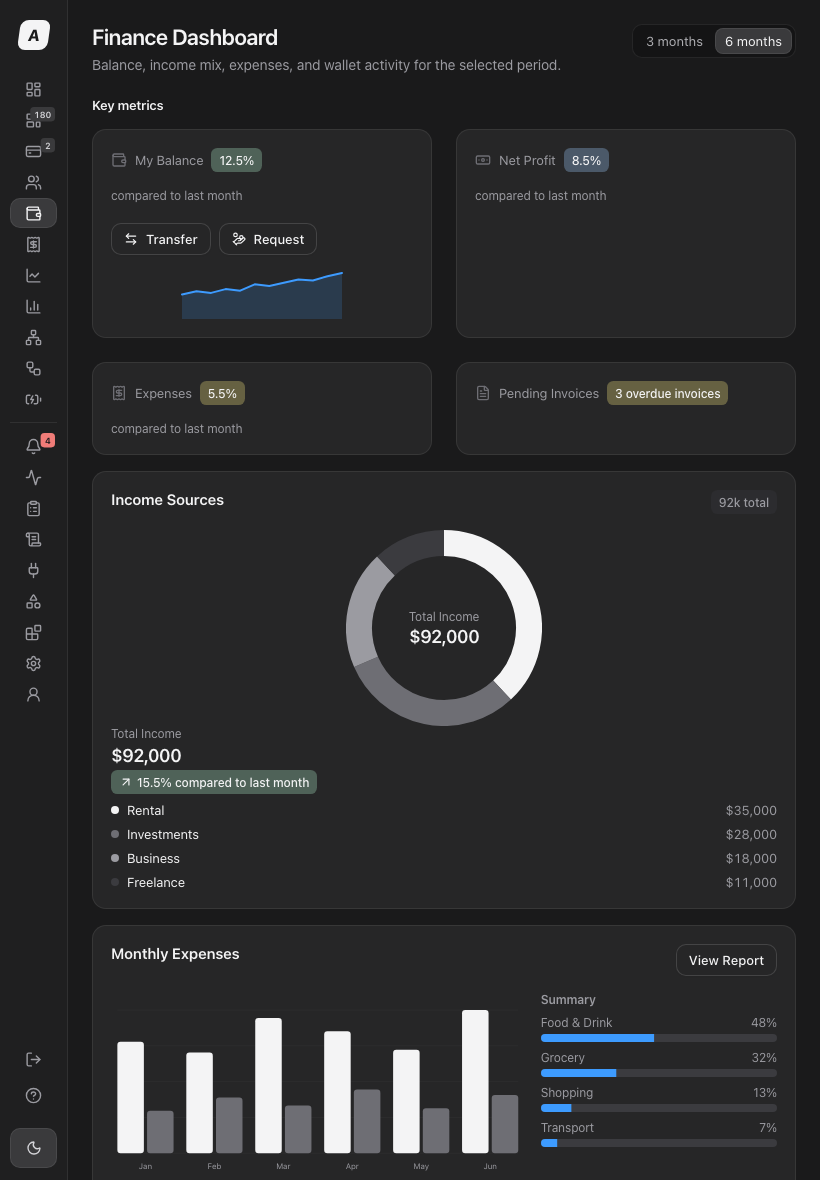 A
Finance Dashboard
3 months 6 months
Balance, income mix, expenses, and wallet activity for the selected period.
Key metrics
180
2
My Balance 12.5%
compared to last month
Transfer Request
Net Profit 8.5%
compared to last month
Expenses 5.5%
compared to last month
Pending Invoices 3 overdue invoices
4
Income Sources 92k total
Total Income
$92,000
Total Income
$92,000
15.5% compared to last month
Rental $35,000
Investments $28,000
Business $18,000
Freelance $11,000
Monthly Expenses View Report
Jan Feb Mar Apr May Jun
Summary
Food & Drink 48%
Grocery 32%
Shopping 13%
Transport 7%